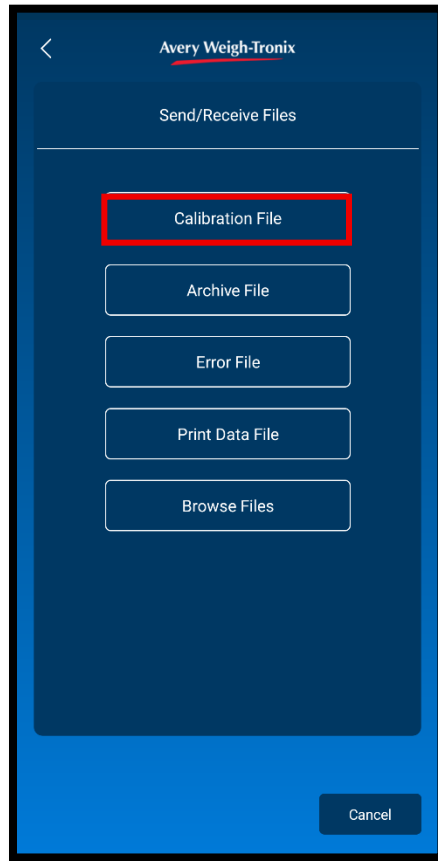 Avery Weigh-Tronix
Send/Receive Files
Calibration File
Archive File
Error File
Print Data File
Browse Files
Cancel